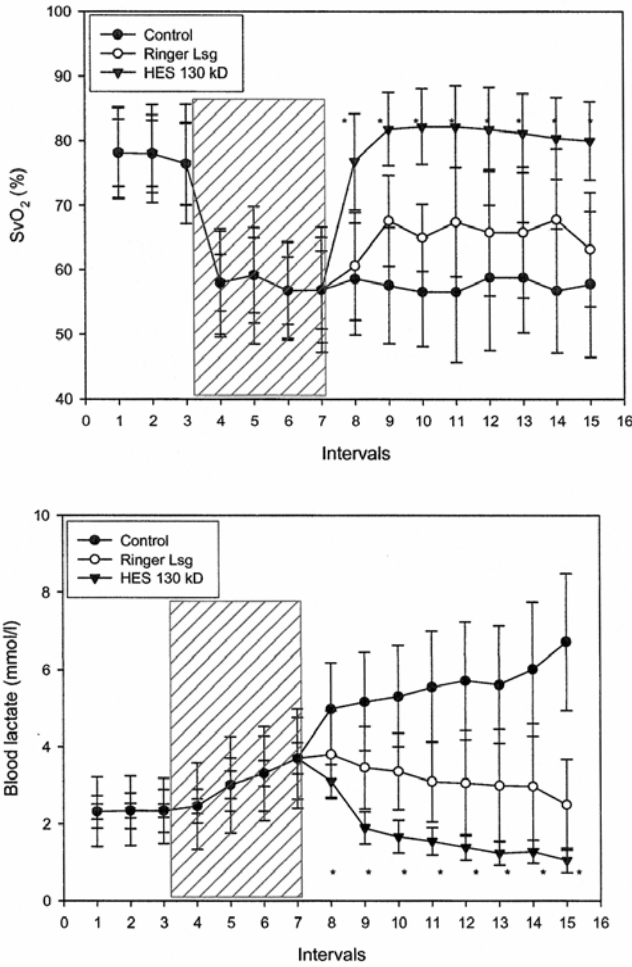 100
90
80
70
60
50
40
SvO₂ (%)
Control
Ringer Lsg
HES 130 kD
* * * * * * * *
0 1 2 3 4 5 6 7 8 9 10 11 12 13 14 15 16
Intervals
10
8
6
4
2
0
Blood lactate (mmol/l)
Control
Ringer Lsg
HES 130 kD
* * * * * * * *
0 1 2 3 4 5 6 7 8 9 10 11 12 13 14 15 16
Intervals